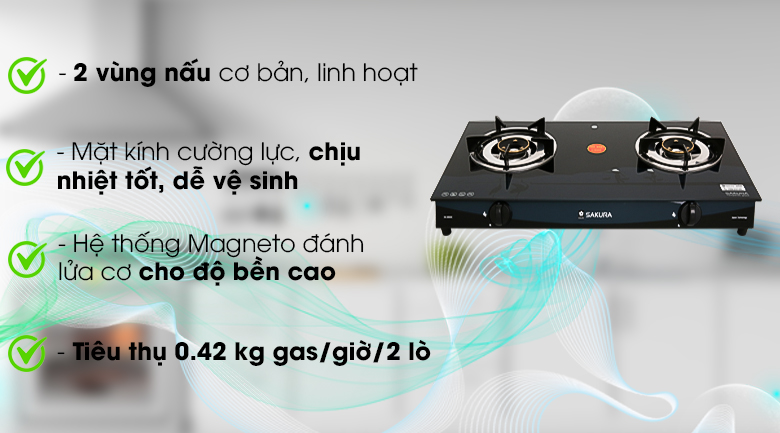 - 2 vùng nấu cơ bản, linh hoạt
- Mặt kính cường lực, chịu
nhiệt tốt, dễ vệ sinh
- Hệ thống Magneto đánh
lửa cơ cho độ bền cao
- Tiêu thụ 0.42 kg gas/giờ/2 lò
SAKURA